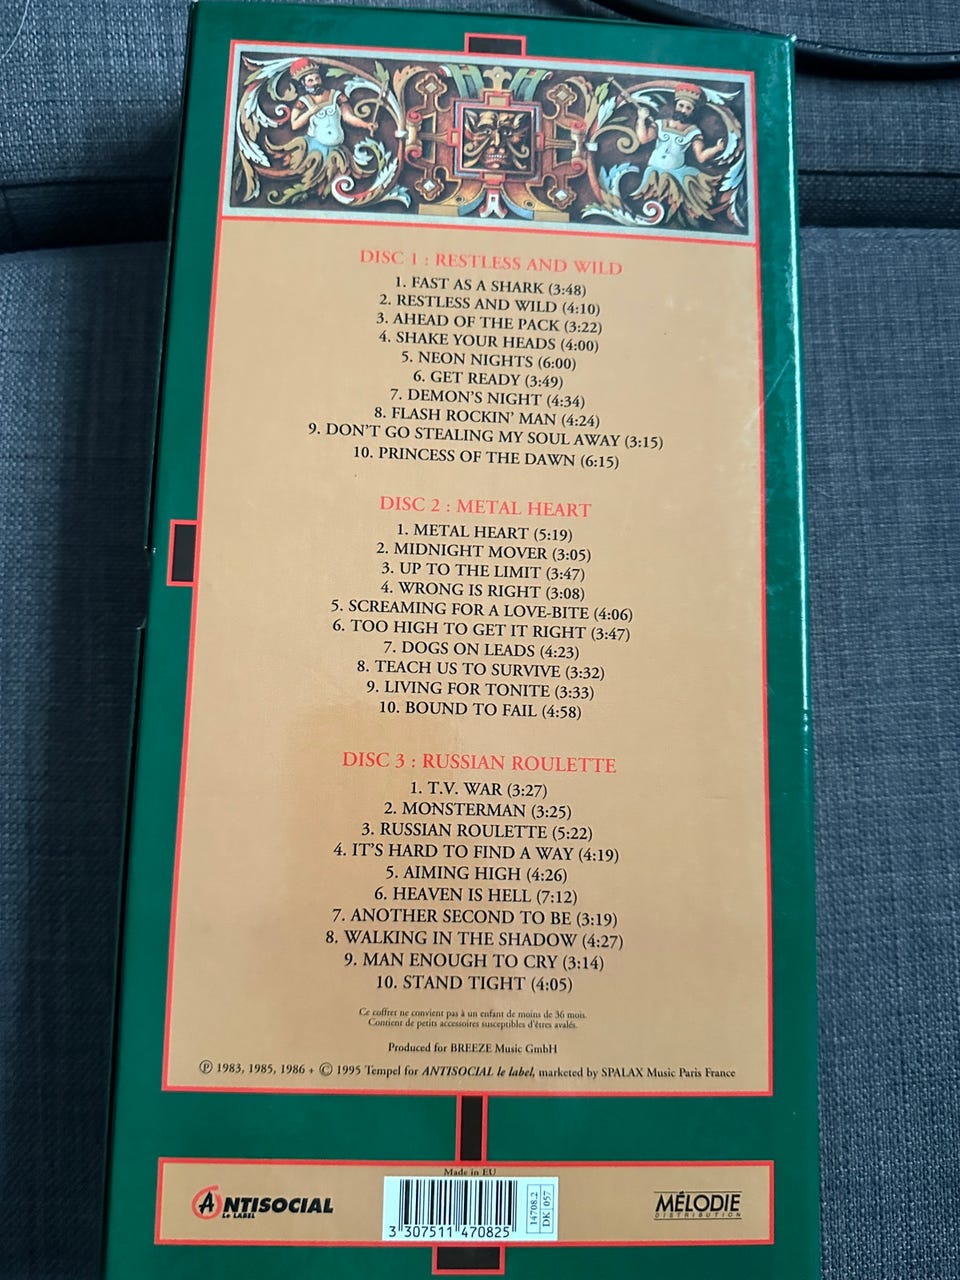 DISC 1 : RESTLESS AND WILD
1. FAST AS A SHARK (3:48)
2. RESTLESS AND WILD (4:10)
3. AHEAD OF THE PACK (3:22)
4. SHAKE YOUR HEADS (4:00)
5. NEON NIGHTS (6:00)
6. GET READY (3:49)
7. DEMON'S NIGHT (4:34)
8. FLASH ROCKIN' MAN (4:24)
9. DON'T GO STEALING MY SOUL AWAY (3:15)
10. PRINCESS OF THE DAWN (6:15)
DISC 2 : METAL HEART
1. METAL HEART (5:19)
2. MIDNIGHT MOVER (3:05)
3. UP TO THE LIMIT (3:47)
4. WRONG IS RIGHT (3:08)
5. SCREAMING FOR A LOVE-BITE (4:06)
6. TOO HIGH TO GET IT RIGHT (3:47)
7. DOGS ON LEADS (4:23)
8. TEACH US TO SURVIVE (3:32)
9. LIVING FOR TONITE (3:33)
10. BOUND TO FAIL (4:58)
DISC 3 : RUSSIAN ROULETTE
1. T.V. WAR (3:27)
2. MONSTERMAN (3:25)
3. RUSSIAN ROULETTE (5:22)
4. IT'S HARD TO FIND A WAY (4:19)
5. AIMING HIGH (4:26)
6. HEAVEN IS HELL (7:12)
7. ANOTHER SECOND TO BE (3:19)
8. WALKING IN THE SHADOW (4:27)
9. MAN ENOUGH TO CRY (3:14)
10. STAND TIGHT (4:05)
Ce coffret ne convient pas à un enfant de moins de 36 mois.
Contient de petits accessoires susceptibles d'êtres avalés.
Produced for BREEZE Music GmbH
℗ 1983, 1985, 1986 + © 1995 Tempel for ANTISOCIAL le label, marketed by SPALAX Music Paris France
Made in EU
ANTISOCIAL
Le LABEL
3 307511 470825
14708.2
DK 057
MÉLODIE
DISTRIBUTION